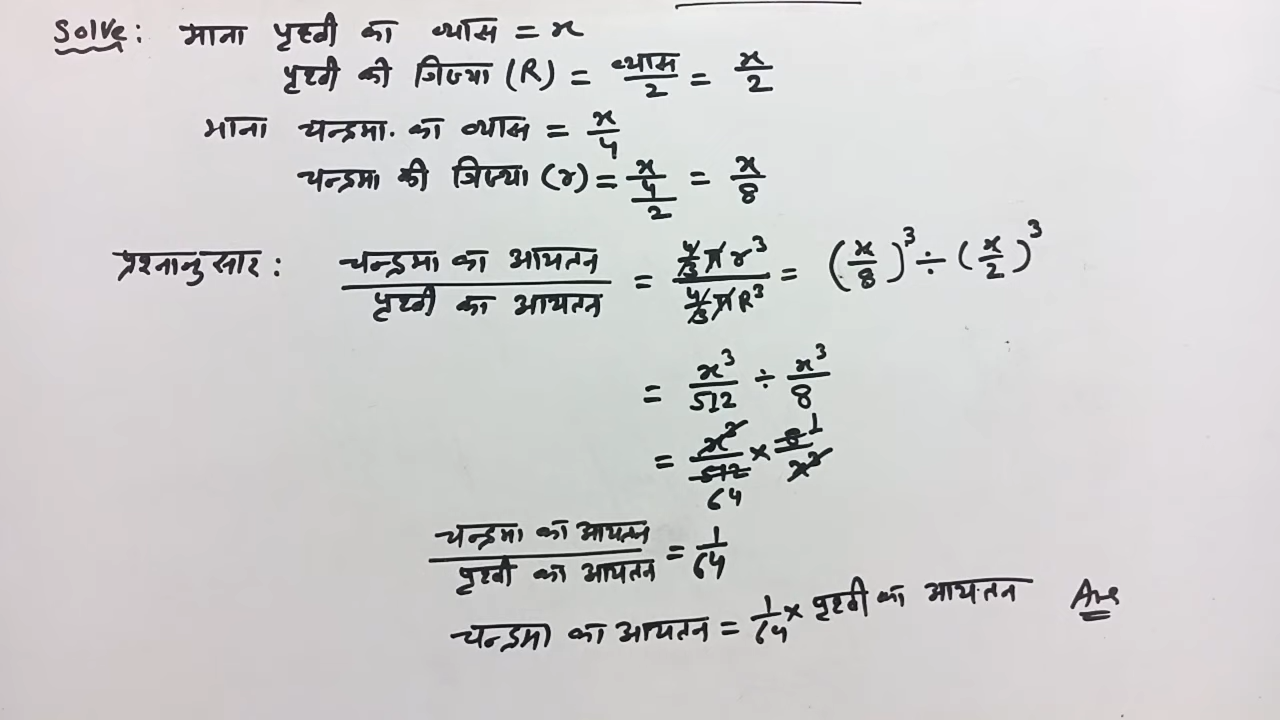 Solve: माना पृथ्वी का व्यास = x
पृथ्वी की त्रिज्या (R) = व्यास/2 = x/2
माना चन्द्रमा का व्यास = x/4
चन्द्रमा की त्रिज्या (r) = x/4/2 = x/8
प्रश्नानुसार: चन्द्रमा का आयतन/पृथ्वी का आयतन = 4/3 π r³ / 4/3 π R³ = (x/8)³ ÷ (x/2)³
= x³/512 ÷ x³/8
= x³/512 × 8/x³ 1
64
चन्द्रमा का आयतन/पृथ्वी का आयतन = 1/64
चन्द्रमा का आयतन = 1/64 × पृथ्वी का आयतन Ans